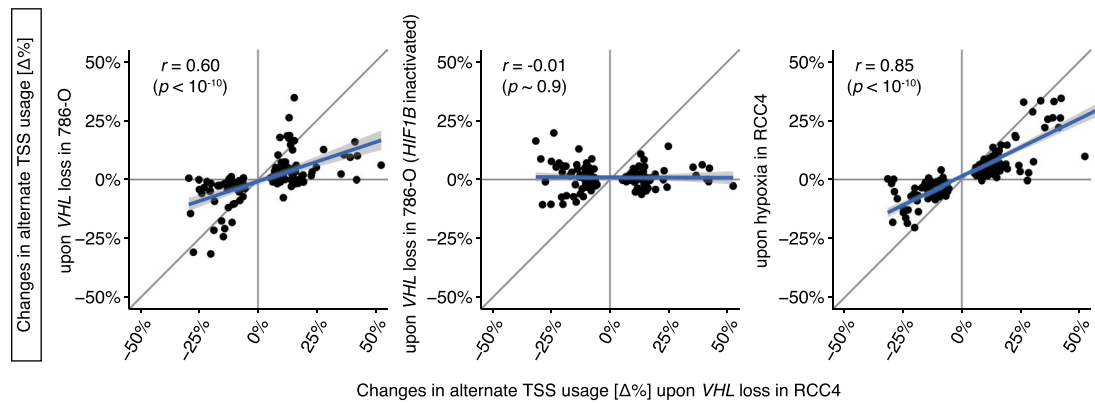 Changes in alternate TSS usage [Δ%]
upon VHL loss in 786-O
50%
25%
0%
−25%
−50%
r = 0.60
(p < 10-10)
−50%
−25%
0%
25%
50%
upon VHL loss in 786-O (HIF1B inactivated)
50%
25%
0%
−25%
−50%
r = -0.01
(p ~ 0.9)
−50%
−25%
0%
25%
50%
upon hypoxia in RCC4
50%
25%
0%
−25%
−50%
r = 0.85
(p < 10-10)
−50%
−25%
0%
25%
50%
Changes in alternate TSS usage [Δ%] upon VHL loss in RCC4